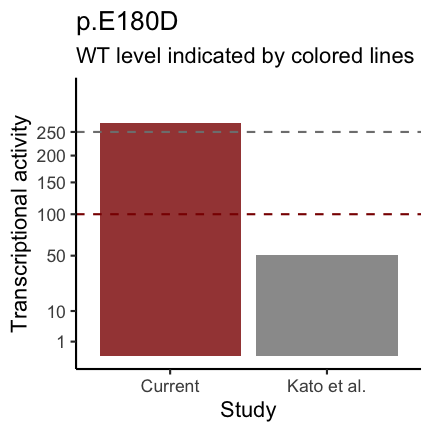 p.E180D
WT level indicated by colored lines
Transcriptional activity
250
200
150
100
50
10
1
Current
Kato et al.
Study